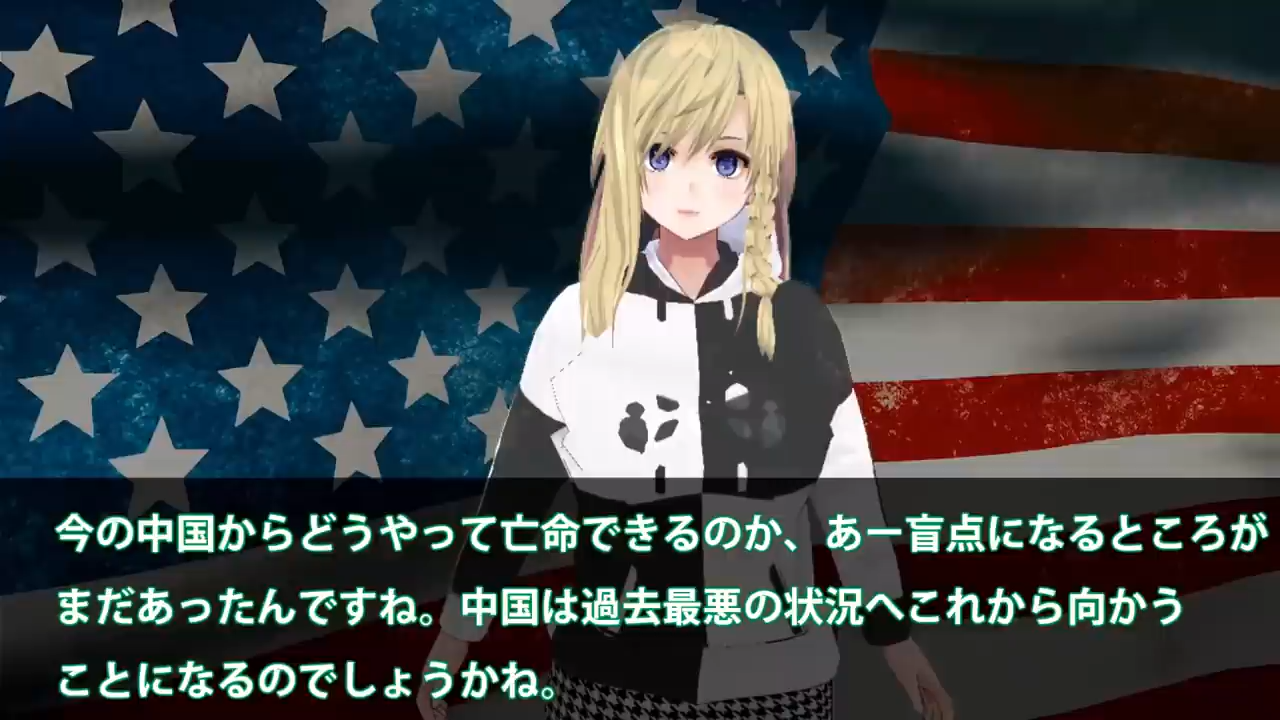 今の中国からどうやって亡命できるのか、あー盲点になるところが
まだあったんですね。中国は過去最悪の状況へこれから向かう
ことになるのでしょうかね。